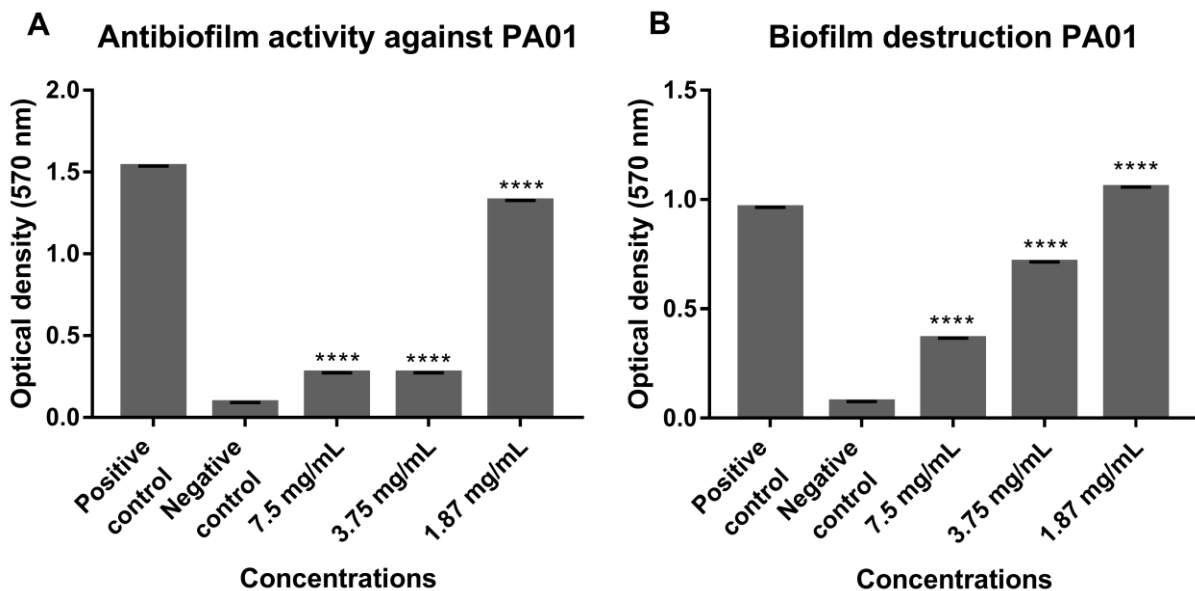 A
Antibiofilm activity against PA01
Optical density (570 nm)
2.0
1.5
1.0
0.5
0.0
****
****
****
Positive
control
Negative
control
7.5 mg/mL
3.75 mg/mL
1.87 mg/mL
Concentrations
B
Biofilm destruction PA01
Optical density (570 nm)
1.5
1.0
0.5
0.0
****
****
****
Positive
control
Negative
control
7.5 mg/mL
3.75 mg/mL
1.87 mg/mL
Concentrations